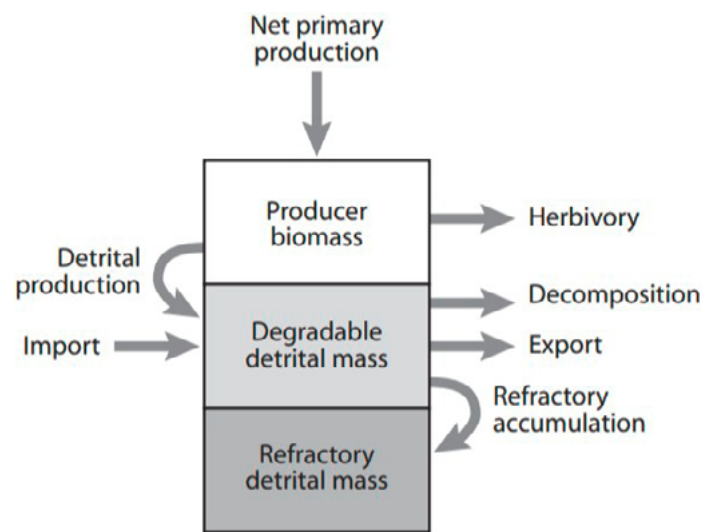 Net primary
production
Producer
biomass
Herbivory
Detrital
production
Decomposition
Import
Degradable
detrital mass
Export
Refractory
accumulation
Refractory
detrital mass